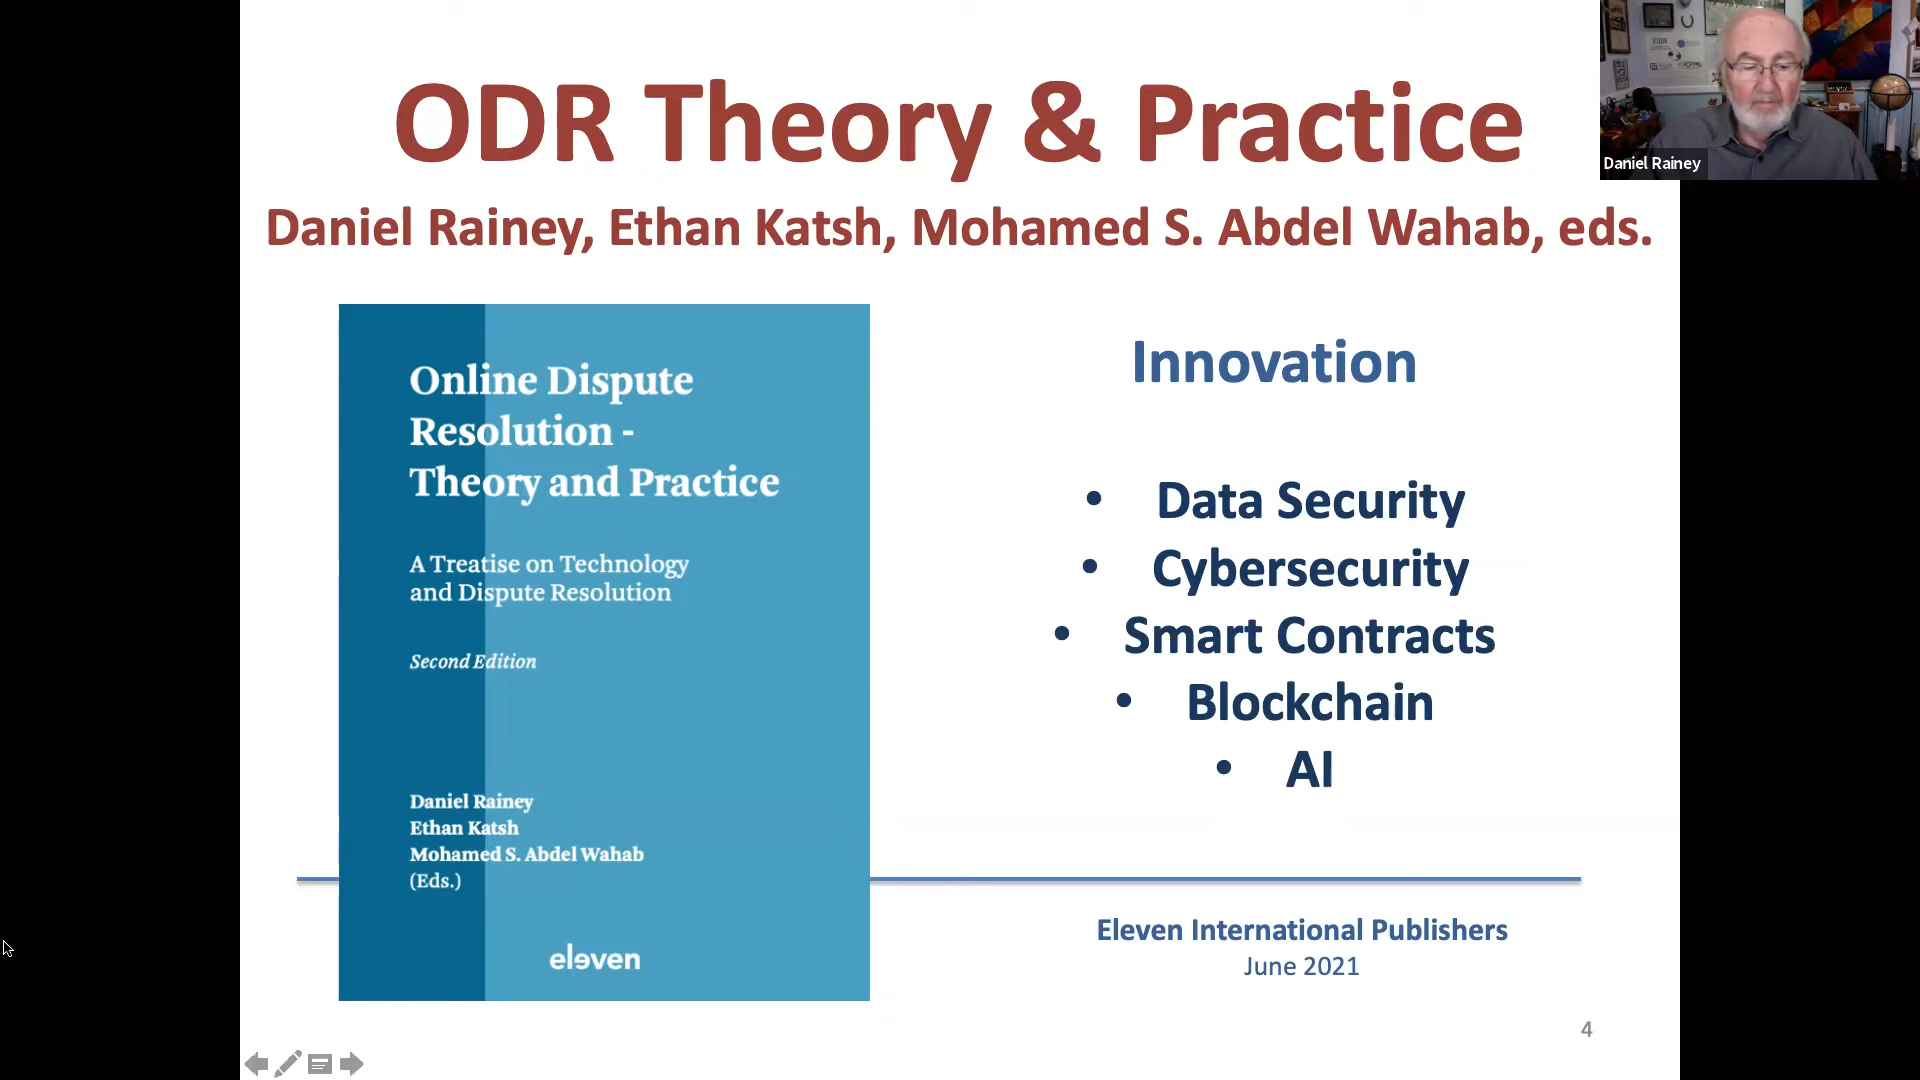 ODR Theory & Practice
Daniel Rainey, Ethan Katsh, Mohamed S. Abdel Wahab, eds.
Daniel Rainey
Online Dispute
Resolution -
Theory and Practice
A Treatise on Technology
and Dispute Resolution
Second Edition
Daniel Rainey
Ethan Katsh
Mohamed S. Abdel Wahab
(Eds.)
eleven
Innovation
• Data Security
• Cybersecurity
• Smart Contracts
• Blockchain
• AI
Eleven International Publishers
June 2021
4